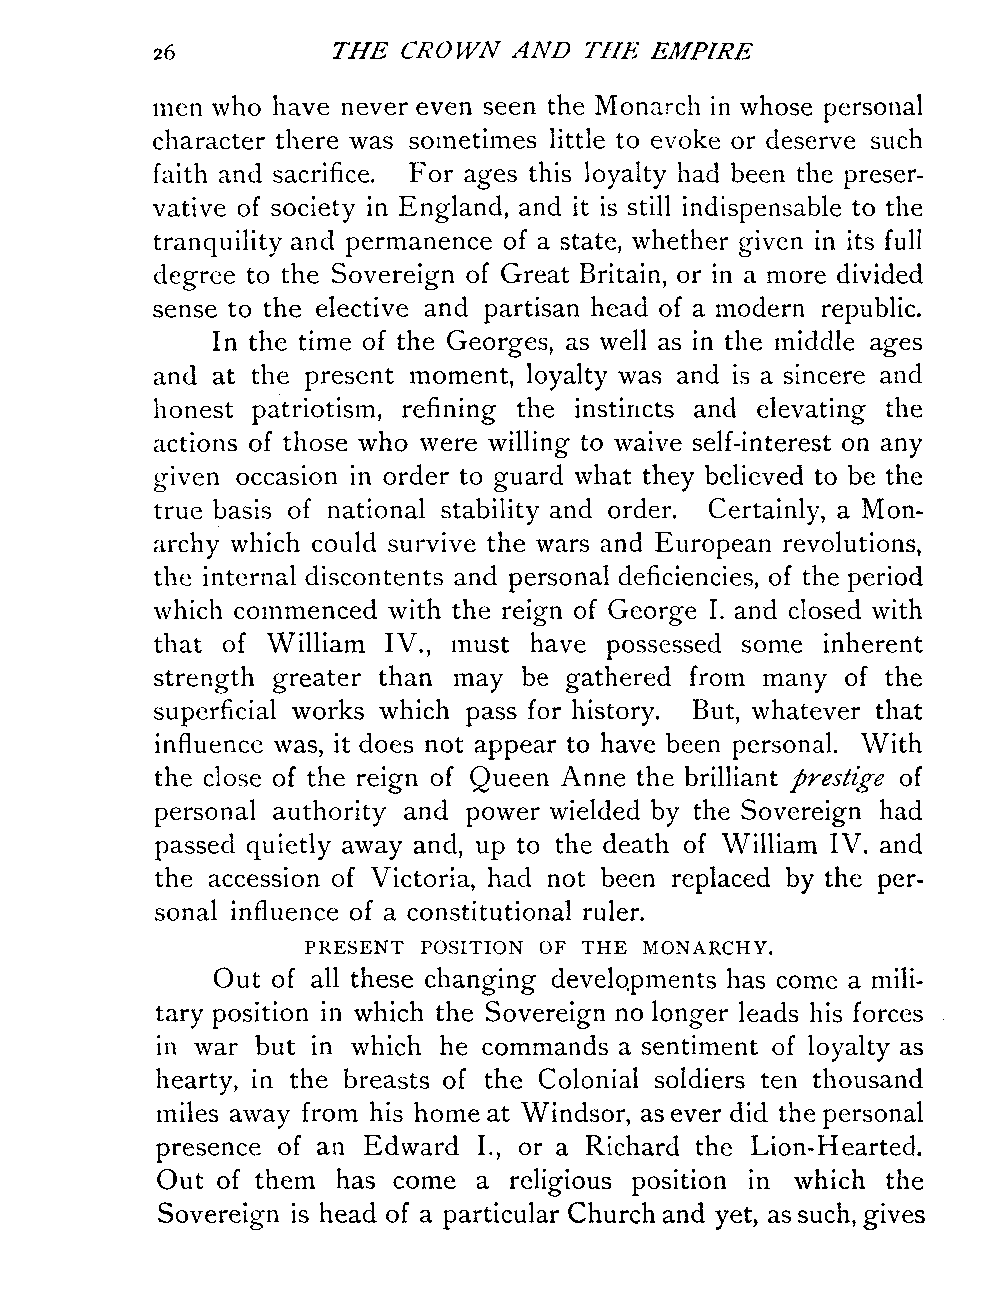 26 THE CROWN AND THE EMPIRE
men who have never even seen the Monarch in whose personal
character there was sometimes little to evoke or deserve such
faith and sacrifice. For ages this loyalty had been the preser-
vative of society in England, and it is still indispensable to the
tranquility and permanence of a state, whether given in its full
degree to the Sovereign of Great Britain, or in a more divided
sense to the elective and partisan head of a modern republic.
In the time of the Georges, as well as in the middle ages
and at the present moment, loyalty was and is a sincere and
honest patriotism, refining the instincts and elevating the
actions of those who were willing to waive self-interest on any
given occasion in order to guard what they believed to be the
true basis of national stability and order. Certainly, a Mon-
archy which could survive the wars and European revolutions,
the internal discontents and personal deficiencies, of the period
which commenced with the reign of George I. and closed with
that of William IV., must have possessed some inherent
strength greater than may be gathered from many of the
superficial works which pass for history. But, whatever that
influence was, it does not appear to have been personal. With
the close of the reign of Queen Anne the brilliant prestige of
personal authority and power wielded by the Sovereign had
passed quietly away and, up to the death of William IV. and
the accession of Victoria, had not been replaced by the per-
sonal influence of a constitutional ruler.
PRESENT POSITION OF THE MONARCHY.
Out of all these changing developments has come a mili-
tary position in which the Sovereign no longer leads his forces
in war but in which he commands a sentiment of loyalty as
hearty, in the breasts of the Colonial soldiers ten thousand
miles away from his home at Windsor, as ever did the personal
presence of an Edward I., or a Richard the Lion-Hearted.
Out of them has come a religious position in which the
Sovereign is head of a particular Church and yet, as such, gives